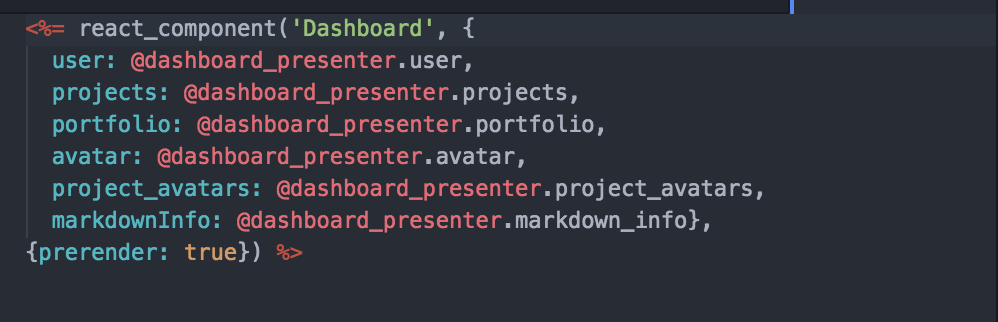 <%= react_component('Dashboard', {
user: @dashboard_presenter.user,
projects: @dashboard_presenter.projects,
portfolio: @dashboard_presenter.portfolio,
avatar: @dashboard_presenter.avatar,
project_avatars: @dashboard_presenter.project_avatars,
markdownInfo: @dashboard_presenter.markdown_info},
{prerender: true}) %>